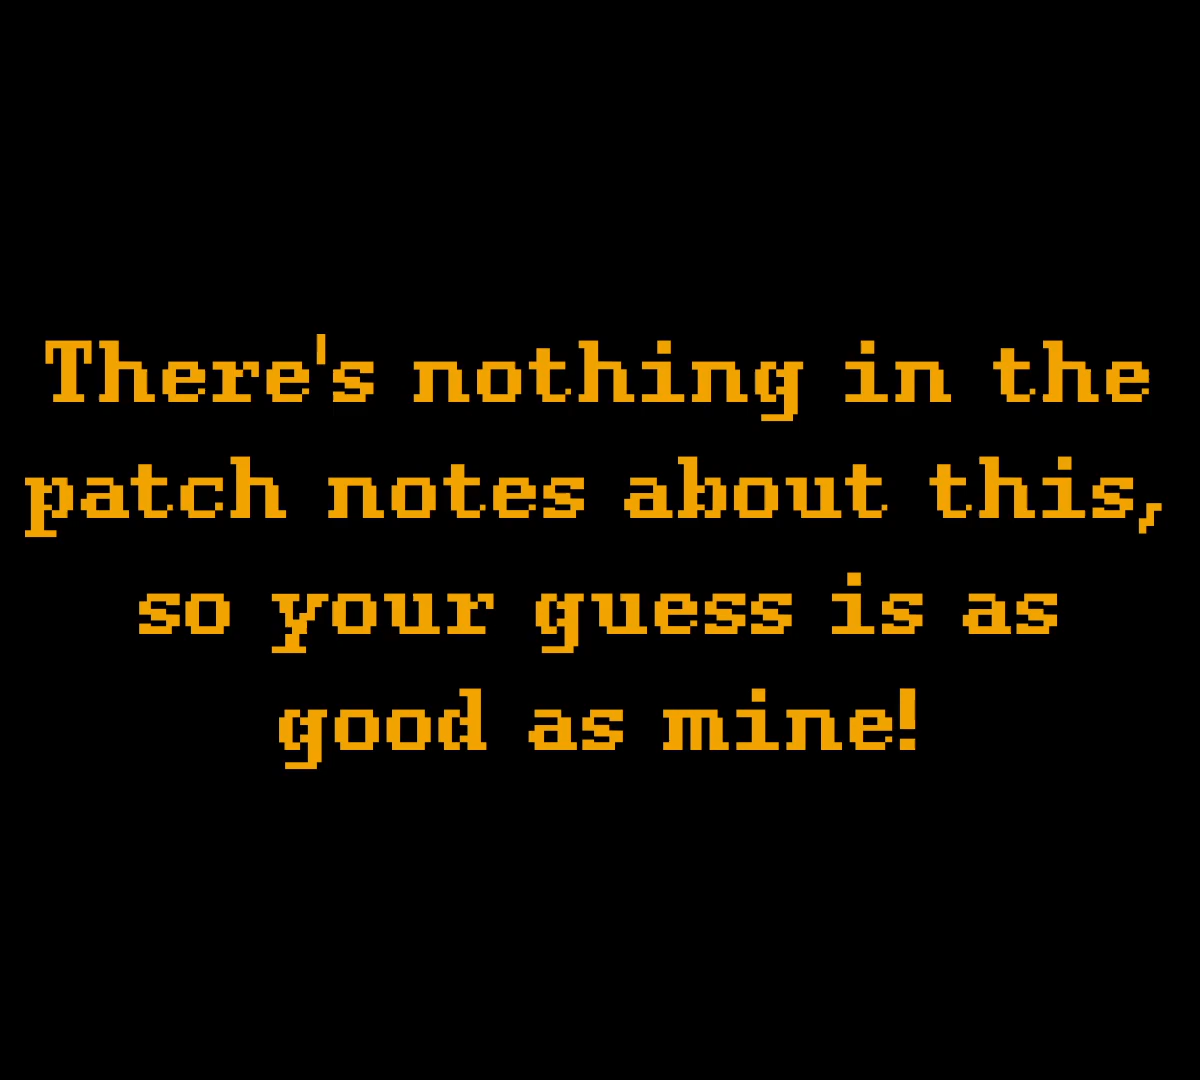 There's nothing in the
patch notes about this,
so your guess is as
good as mine!